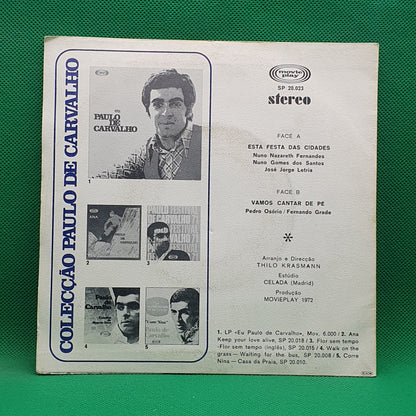 COLECÇÃO PAULO DE CARVALHO
PAULO
DE
CARVALHO
1
ANA
2
3
4
5
movie
play
SP 20.023
stereo
FACE A
ESTA FESTA DAS CIDADES
Nuno Nazareth Fernandes
Nuno Gomes dos Santos
José Jorge Letria
FACE B
VAMOS CANTAR DE PÉ
Pedro Osório/Fernando Grade
Arranjo e Direcção
THILO KRASMANN
Estúdio
CELADA (Madrid)
Produção
MOVIEPLAY 1972
1. LP «Eu Paulo de Carvalho», Mov. 6.000/2. Ana
Keep your love alive, SP 20.018/3. Flor sem tempo
-Flor sem tempo (inglês), SP 20.015/4. Walk on the
grass — Waiting for the bus, SP 20.008/5. Corre
Nina — Casa da Praia, SP 20.010.